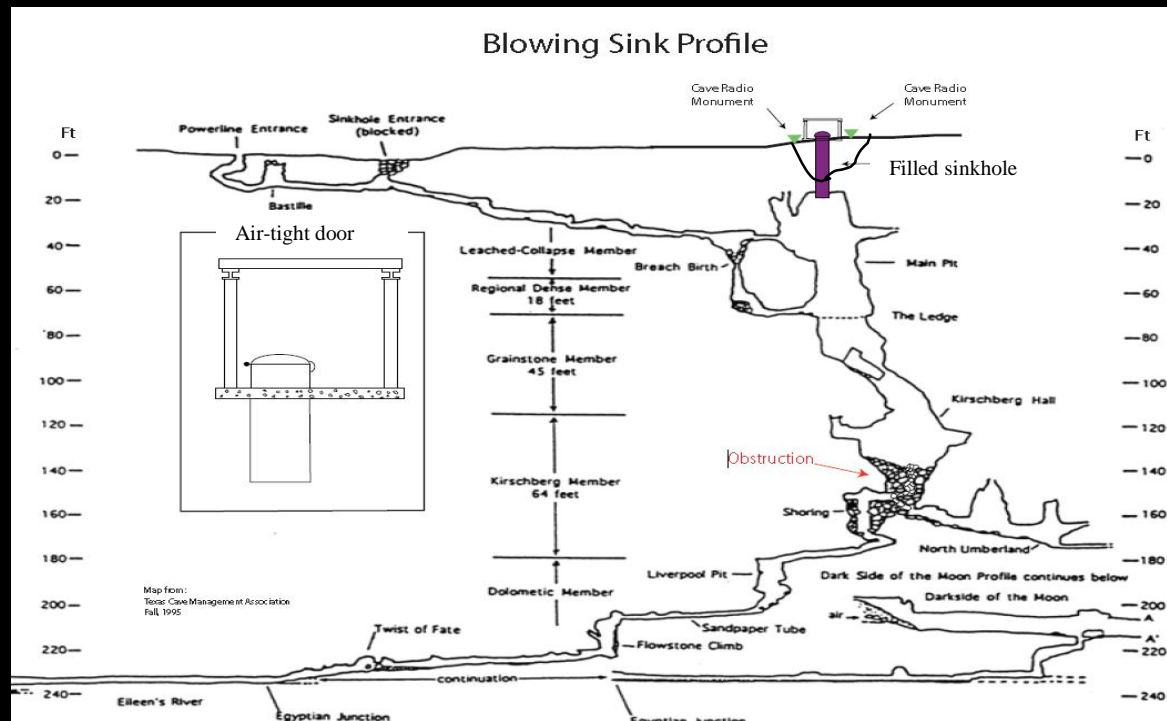 Blowing Sink Profile
Cave Radio
Monument
Cave Radio
Monument
Ft
Powerline Entrance
Sinkhole Entrance
(blocked)
Ft
0
0
Filled sinkhole
20
Bastille
20
Air-tight door
40
Leached-Collapse Member
Breach Birth
Main Pit
40
60
Regional Dense Member
18 feet
60
The Ledge
80
80
Grainstone Member
45 feet
100
100
Kirschberg Hall
120
120
Obstruction
140
140
Kirschberg Member
64 feet
160
Shoring
160
North Umberland
180
180
Liverpool Pit
Dark Side of the Moon Profile continues below
Map from:
Texas Cave Management Association
Fall, 1995
Dolometic Member
Darkside of the Moon
200
200
A
air
Twist of Fate
Sandpaper Tube
A'
220
Flowstone Climb
220
continuation
240
Eileen's River
240
Egyptian Junction
Egyptian Junction